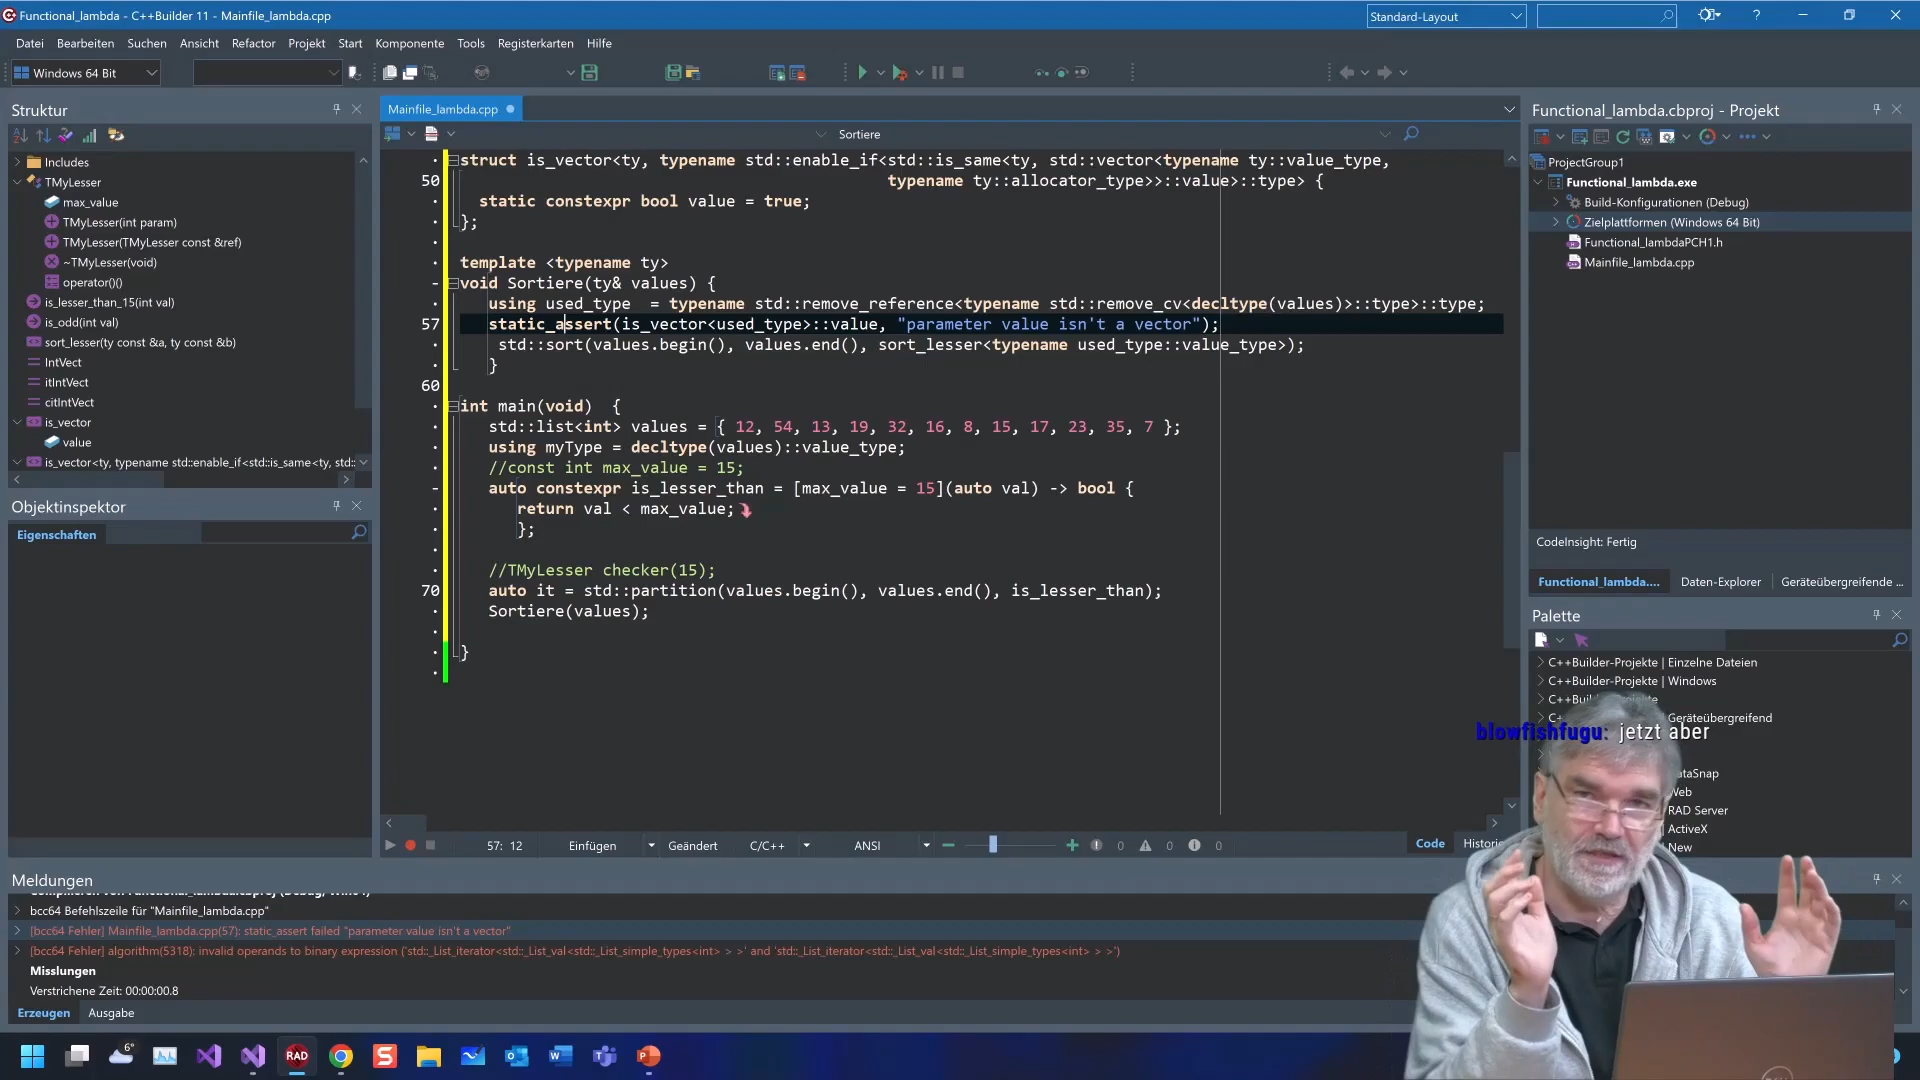 Functional_lambda - C++Builder 11 - Mainfile_lambda.cpp
Standard-Layout
Datei Bearbeiten Suchen Ansicht Refactor Projekt Start Komponente Tools Registerkarten Hilfe
Windows 64 Bit
Struktur
Includes
TMyLesser
max_value
TMyLesser(int param)
TMyLesser(TMyLesser const &ref)
~TMyLesser(void)
operator()()
is_lesser_than_15(int val)
is_odd(int val)
sort_lesser(ty const &a, ty const &b)
IntVect
itIntVect
citIntVect
is_vector
value
is_vector<ty, typename std::enable_if<std::is_same<ty, std::
Objektinspektor
Eigenschaften
Mainfile_lambda.cpp
Sortiere
struct is_vector<ty, typename std::enable_if<std::is_same<ty, std::vector<typename ty::value_type,
50 typename ty::allocator_type>>::value>::type> {
static constexpr bool value = true;
};
template <typename ty>
void Sortiere(ty& values) {
using used_type = typename std::remove_reference<typename std::remove_cv<decltype(values)>::type>::type;
57 static_assert(is_vector<used_type>::value, "parameter value isn't a vector");
std::sort(values.begin(), values.end(), sort_lesser<typename used_type::value_type>);
}
60
int main(void) {
std::list<int> values = { 12, 54, 13, 19, 32, 16, 8, 15, 17, 23, 35, 7 };
using myType = decltype(values)::value_type;
//const int max_value = 15;
auto constexpr is_lesser_than = [max_value = 15](auto val) -> bool {
return val < max_value;
};
//TMyLesser checker(15);
70 auto it = std::partition(values.begin(), values.end(), is_lesser_than);
Sortiere(values);
}
57: 12 Einfügen Geändert C/C++ ANSI 0 0 0 Code Historie
Functional_lambda.cbproj - Projekt
ProjectGroup1
Functional_lambda.exe
Build-Konfigurationen (Debug)
Zielplattformen (Windows 64 Bit)
Functional_lambdaPCH1.h
Mainfile_lambda.cpp
CodeInsight: Fertig
Functional_lambda.... Daten-Explorer Geräteübergreifende ...
Palette
C++Builder-Projekte | Einzelne Dateien
C++Builder-Projekte | Windows
C++Builder-Projekte
Geräteübergreifend
blowfishfugu: jetzt aber
DataSnap
Web
RAD Server
ActiveX
New
Meldungen
bcc64 Befehlszeile für "Mainfile_lambda.cpp"
[bcc64 Fehler] Mainfile_lambda.cpp(57): static_assert failed "parameter value isn't a vector"
[bcc64 Fehler] algorithm(5318): invalid operands to binary expression ('std::_List_iterator<std::_List_val<std::_List_simple_types<int> > >' and 'std::_List_iterator<std::_List_val<std::_List_simple_types<int> > >')
Misslungen
Verstrichene Zeit: 00:00:00.8
Erzeugen Ausgabe
6°
RAD